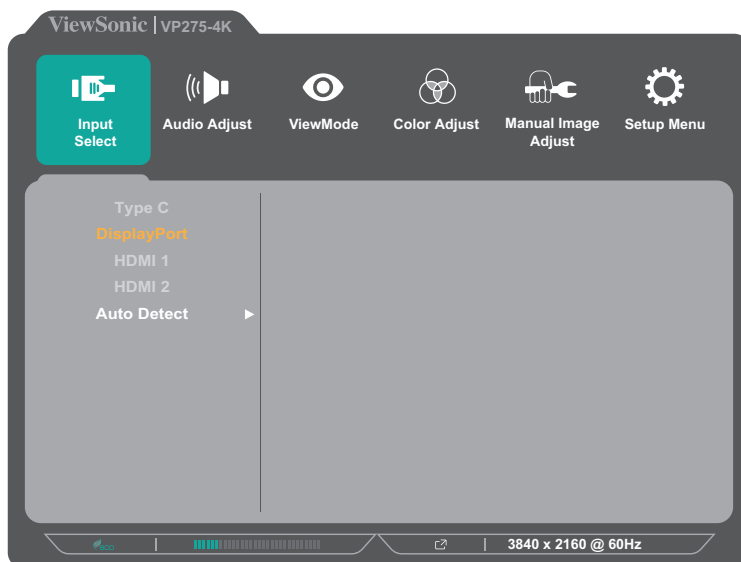 ViewSonic | VP275-4K
Input Select
Audio Adjust
ViewMode
Color Adjust
Manual Image Adjust
Setup Menu
Type C
DisplayPort
HDMI 1
HDMI 2
Auto Detect
eco
3840 x 2160 @ 60Hz